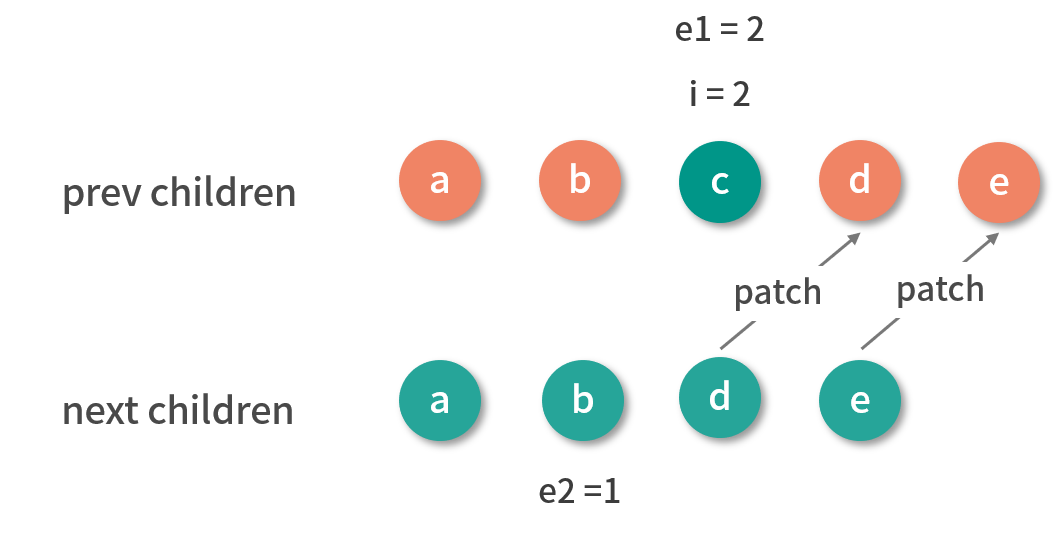 e1 = 2
i = 2
prev children
a b c d e
patch patch
next children
a b d e
e2 =1